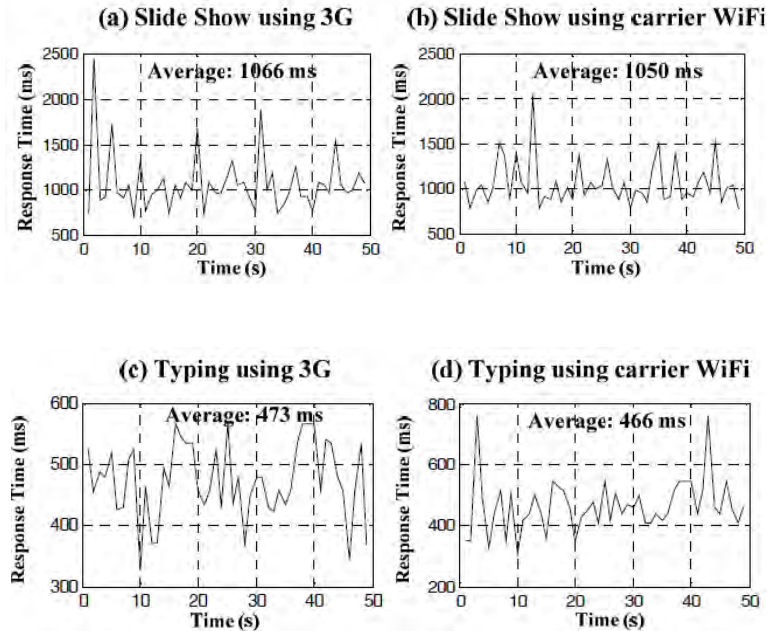 (a) Slide Show using 3G
Average: 1066 ms
Response Time (ms)
2500
2000
1500
1000
500
0 10 20 30 40 50
Time (s)
(b) Slide Show using carrier WiFi
Average: 1050 ms
Response Time (ms)
2500
2000
1500
1000
500
0 10 20 30 40 50
Time (s)
(c) Typing using 3G
Average: 473 ms
Response Time (ms)
600
500
400
300
0 10 20 30 40 50
Time (s)
(d) Typing using carrier WiFi
Average: 466 ms
Response Time (ms)
800
600
400
200
0 10 20 30 40 50
Time (s)